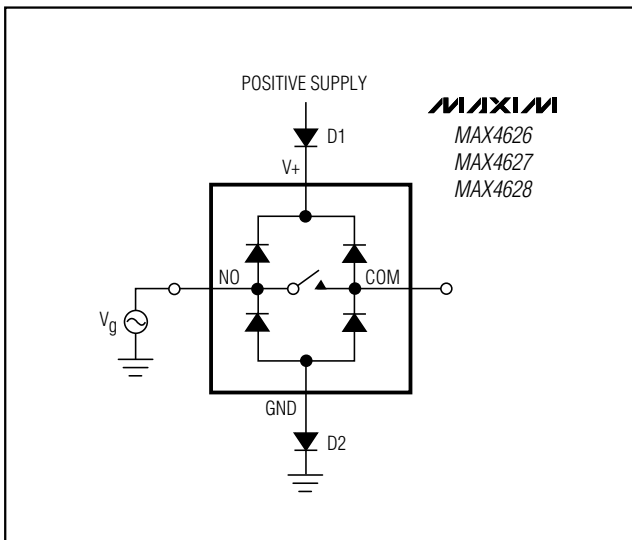 POSITIVE SUPPLY
D1
V+
MAXIM
MAX4626
MAX4627
MAX4628
NO
COM
Vg
GND
D2